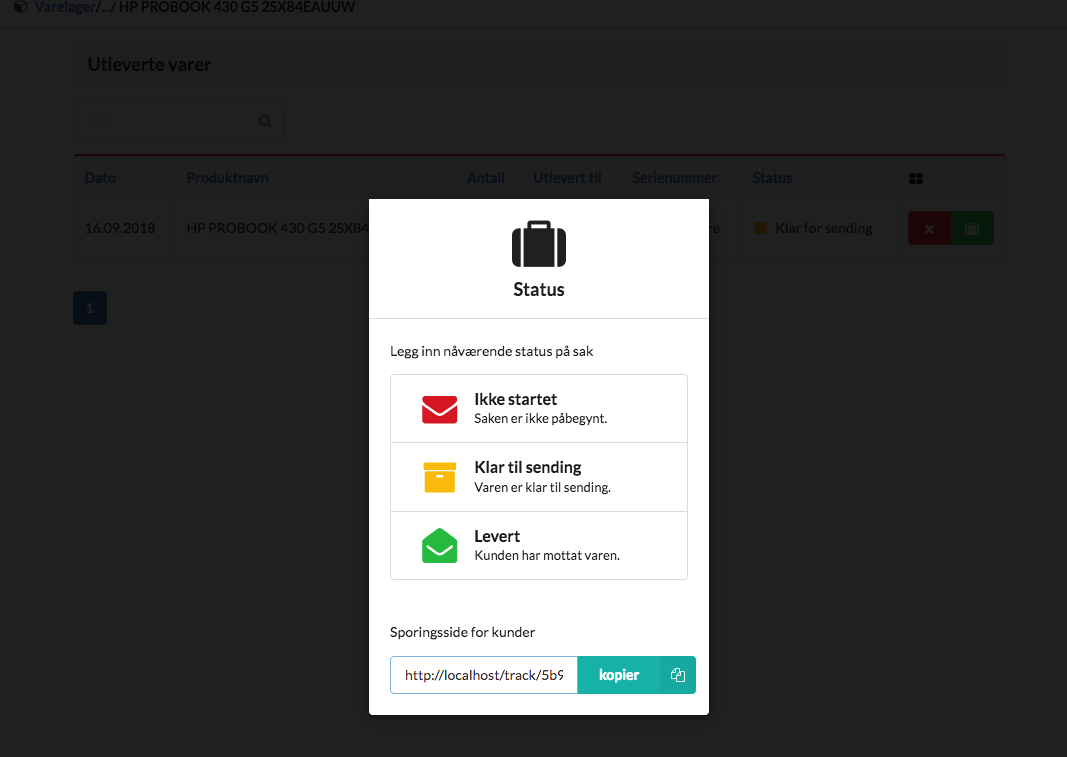 Varelager/.../ HP PROBOOK 430 G5 2SX84EAUUW
Utleverte varer
Søk
Dato Produktnavn Antall Utlevert til Serienummer Status
16.09.2018 HP PROBOOK 430 G5 2SX84 re Klar for sending
1
Status
Legg inn nåværende status på sak
Ikke startet
Saken er ikke påbegynt.
Klar til sending
Varen er klar til sending.
Levert
Kunden har mottat varen.
Sporingsside for kunder
http://localhost/track/5b9 kopier